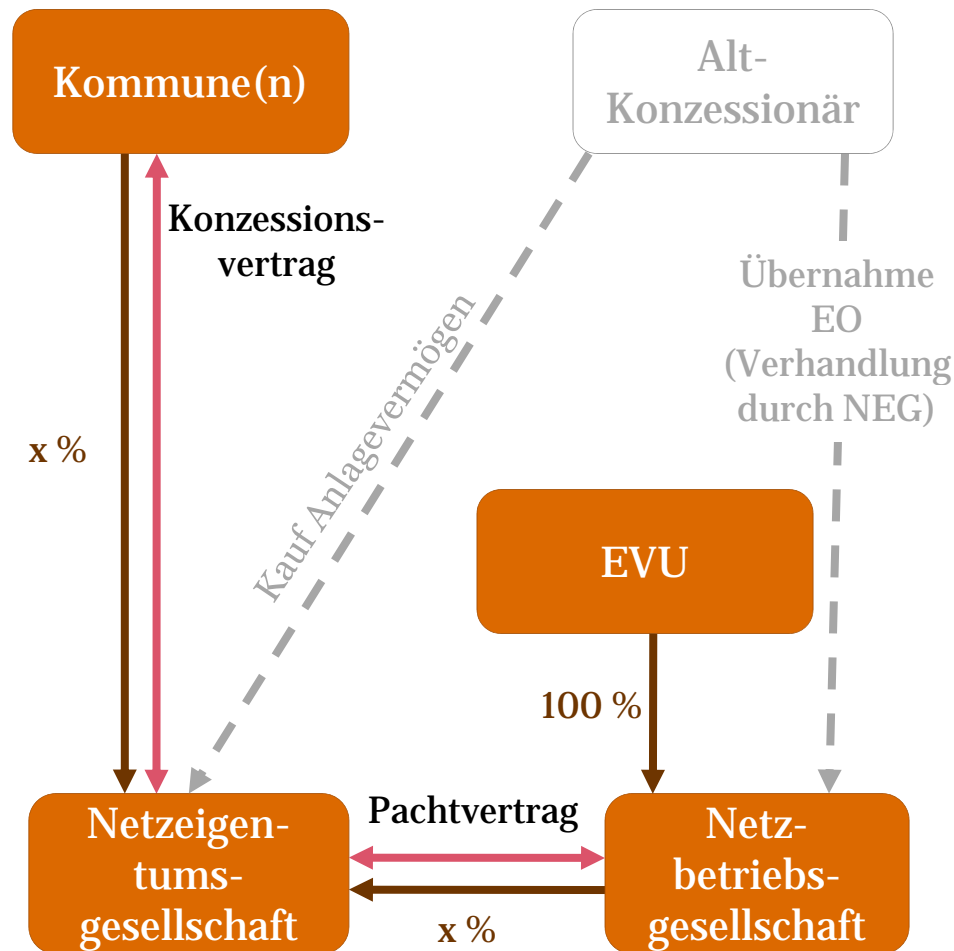 Kommune(n)
Alt-
Konzessionär
Konzessions-
vertrag
Kauf Anlagevermögen
Übernahme
EO
(Verhandlung
durch NEG)
x %
EVU
100 %
Netzeigen-
tums-
gesellschaft
Pachtvertrag
x %
Netz-
betriebs-
gesellschaft